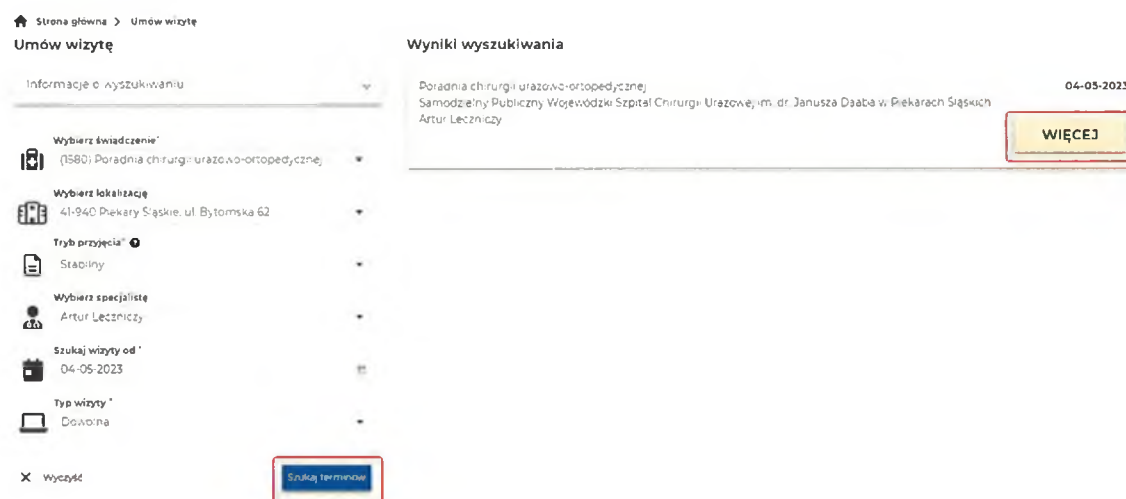 Strona główna > Umów wizytę
Umów wizytę
Informacje o wyszukiwaniu
Wybierz świadczenie*
(1580) Poradnia chirurgii urazowo-ortopedycznej
Wybierz lokalizację
41-940 Piekary Śląskie, ul. Bytomska 62
Tryb przyjęcia* ?
Stabilny
Wybierz specjalistę
Artur Leczniczy
Szukaj wizyty od *
04-05-2023
Typ wizyty *
Dowolna
X Wyczyść
Szukaj terminów
Wyniki wyszukiwania
Poradnia chirurgii urazowo-ortopedycznej
04-05-2023
Samodzielny Publiczny Wojewódzki Szpital Chirurgii Urazowej im. dr. Janusza Daaba w Piekarach Śląskich
Artur Leczniczy
WIĘCEJ